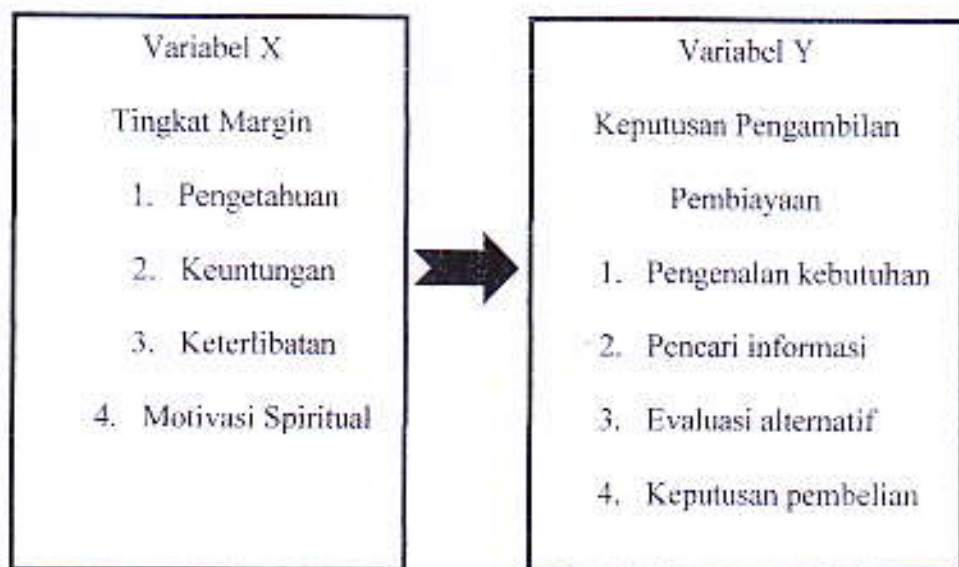 Variabel X
Tingkat Margin
1. Pengetahuan
2. Keuntungan
3. Keterlibatan
4. Motivasi Spiritual
Variabel Y
Keputusan Pengambilan
Pembiayaan
1. Pengenalan kebutuhan
2. Pencari informasi
3. Evaluasi alternatif
4. Keputusan pembelian